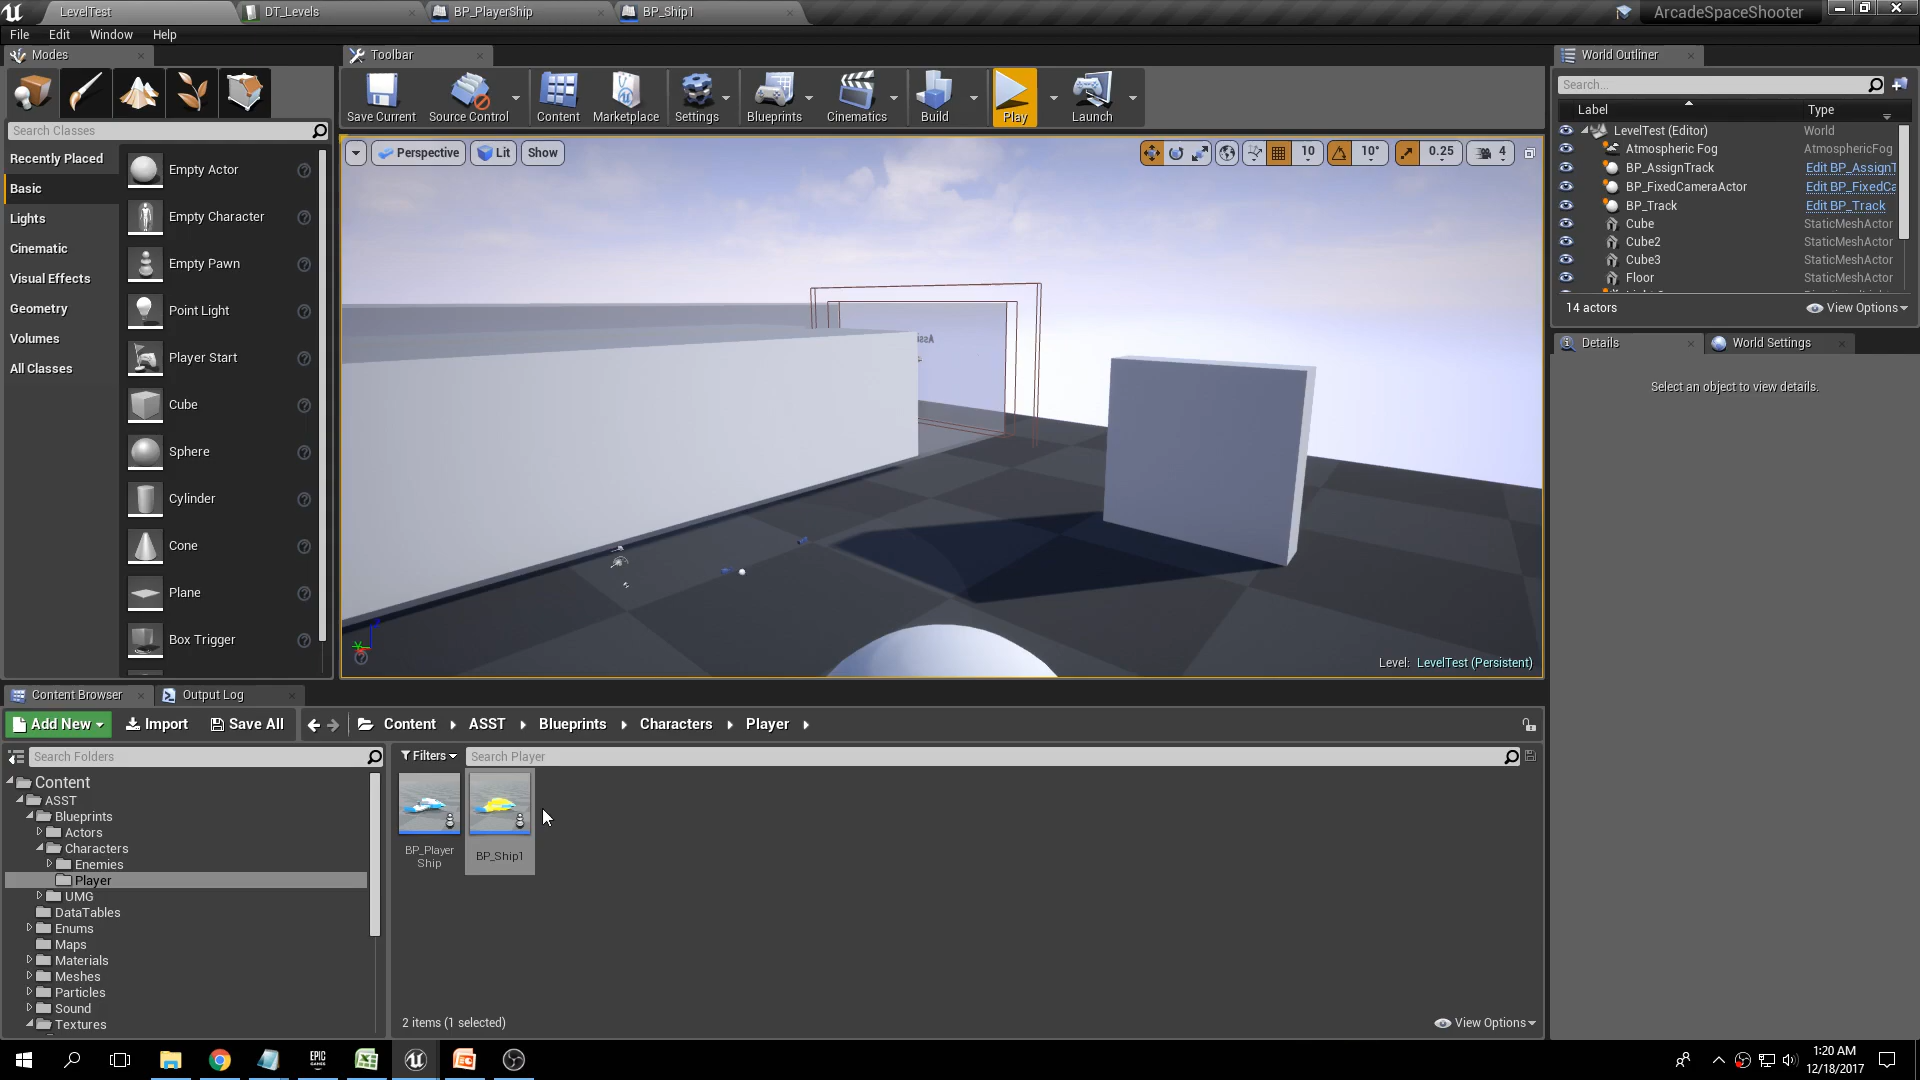 LevelTest
DT_Levels
BP_PlayerShip
BP_Ship1
ArcadeSpaceShooter
File
Edit
Window
Help
Modes
Toolbar
World Outliner
Save Current
Source Control
Content
Marketplace
Settings
Blueprints
Cinematics
Build
Play
Launch
Search...
Label
Type
Search Classes
Recently Placed
Basic
Lights
Cinematic
Visual Effects
Geometry
Volumes
All Classes
Empty Actor
Empty Character
Empty Pawn
Point Light
Player Start
Cube
Sphere
Cylinder
Cone
Plane
Box Trigger
Perspective
Lit
Show
10
10°
0.25
4
LevelTest (Editor)
World
Atmospheric Fog
AtmosphericFog
BP_AssignTrack
Edit BP_AssignT
BP_FixedCameraActor
Edit BP_FixedCa
BP_Track
Edit BP_Track
Cube
StaticMeshActor
Cube2
StaticMeshActor
Cube3
StaticMeshActor
Floor
StaticMeshActor
14 actors
View Options
Details
World Settings
Select an object to view details.
Level: LevelTest (Persistent)
Content Browser
Output Log
Add New
Import
Save All
Content
ASST
Blueprints
Characters
Player
Search Folders
Filters
Search Player
Content
ASST
Blueprints
Actors
Characters
Enemies
Player
UMG
DataTables
Enums
Maps
Materials
Meshes
Particles
Sound
Textures
BP_Player
Ship
BP_Ship1
2 items (1 selected)
View Options
EPIC
GAMES
1:20 AM
12/18/2017